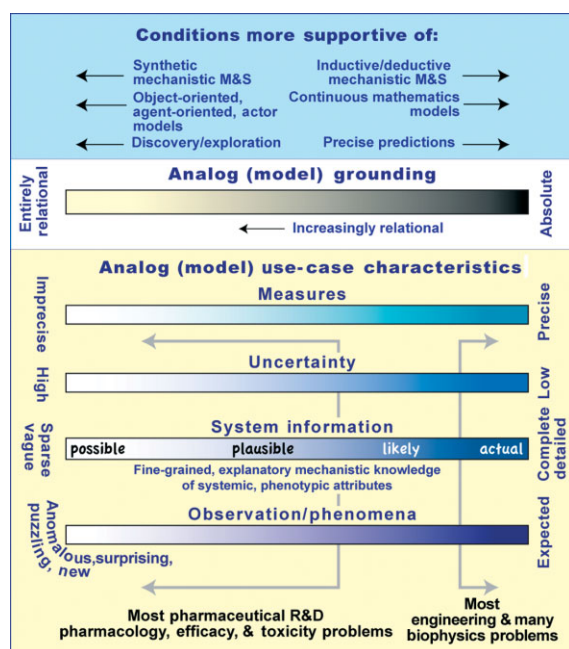 Conditions more supportive of:
Synthetic
mechanistic M&S
Inductive/deductive
mechanistic M&S
Object-oriented,
agent-oriented, actor
models
Continuous mathematics
models
Discovery/exploration
Precise predictions
Entirely
relational
Analog (model) grounding
Absolute
Increasingly relational
Analog (model) use-case characteristics
Imprecise
Measures
Precise
High
Uncertainty
Low
Sparse
vague
System information
Complete
detailed
possible plausible likely actual
Fine-grained, explanatory mechanistic knowledge
of systemic, phenotypic attributes
Anomalous,surprising,
puzzling, new
Observation/phenomena
Expected
Most pharmaceutical R&D
pharmacology, efficacy, & toxicity problems
Most
engineering & many
biophysics problems